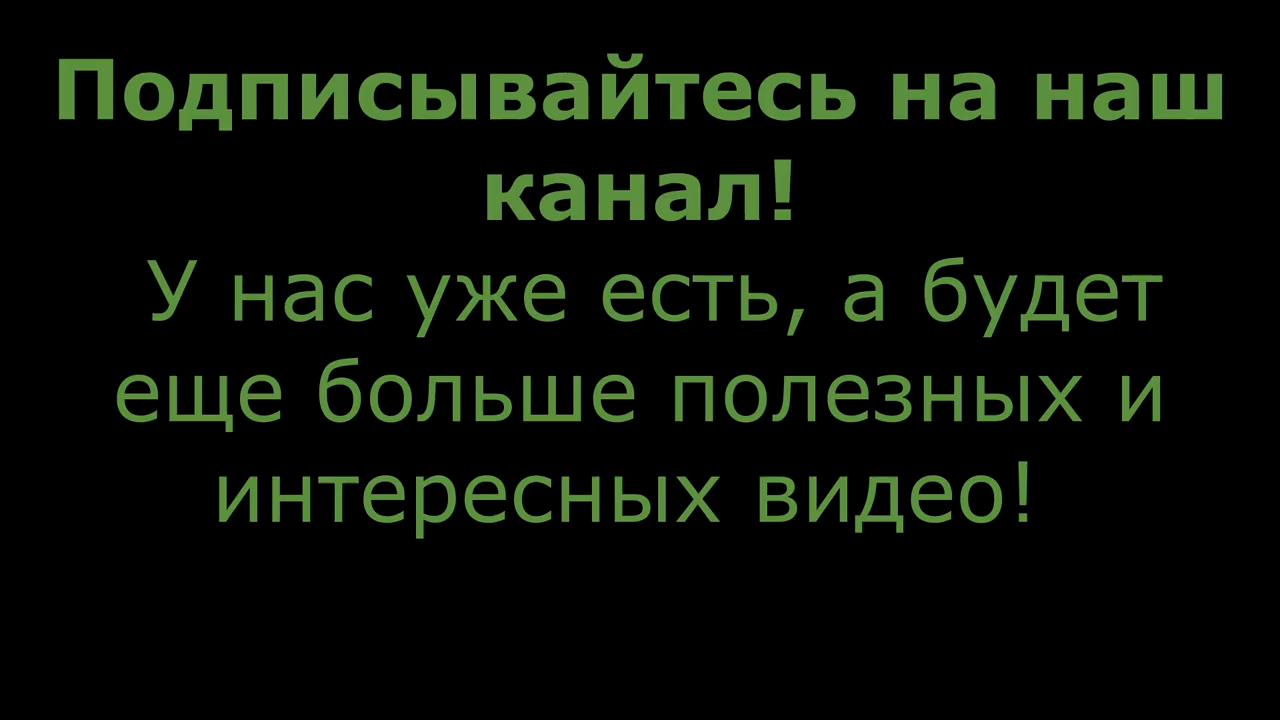 Подписывайтесь на наш
канал!
У нас уже есть, а будет
еще больше полезных и
интересных видео!